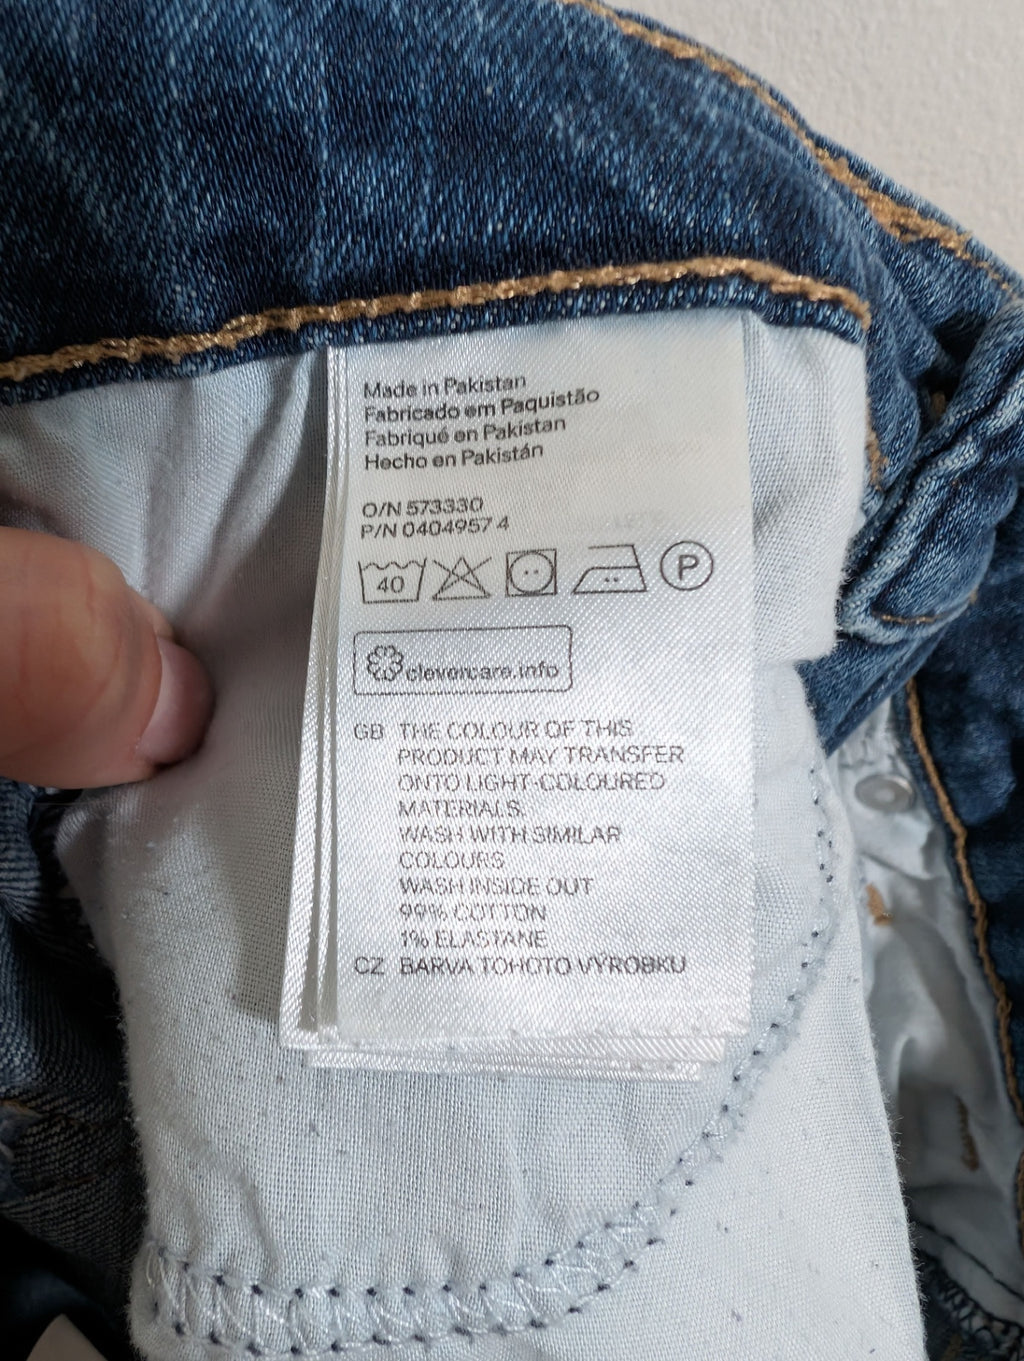 Made in Pakistan
Fabricado em Paquistão
Fabriqué en Pakistan
Hecho en Pakistán
O/N 573330
P/N 0404957 4
40 P
clevercare.info
GB THE COLOUR OF THIS
PRODUCT MAY TRANSFER
ONTO LIGHT-COLOURED
MATERIALS.
WASH WITH SIMILAR
COLOURS
WASH INSIDE OUT
99% COTTON
1% ELASTANE
CZ BARVA TOHOTO VÝROBKU